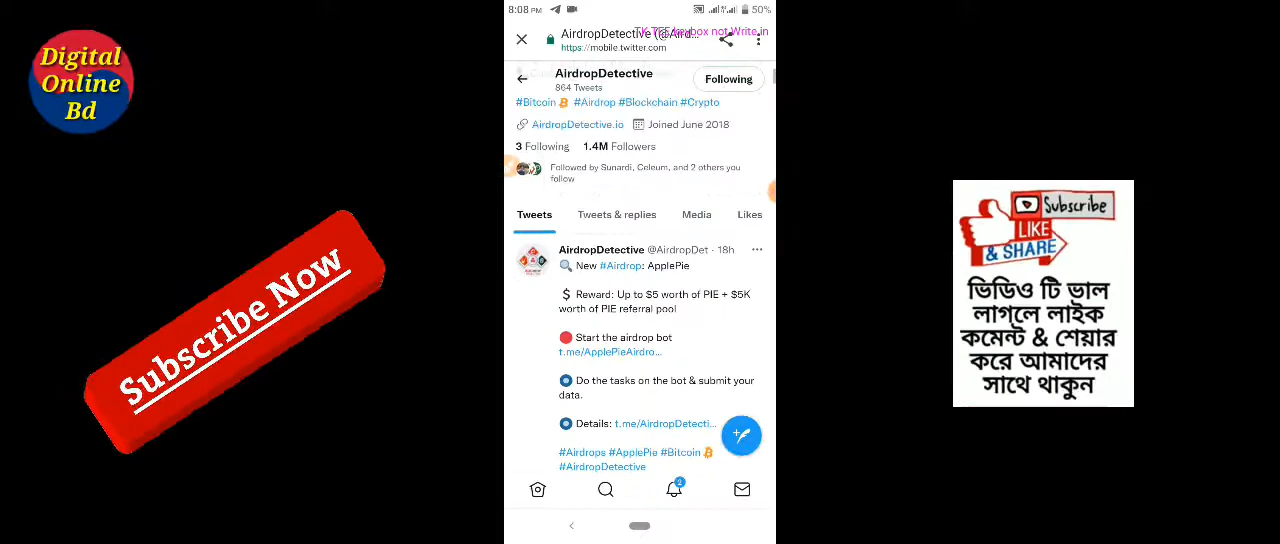 Digital
Online
Bd
Subscribe Now
8:08 PM
50%
AirdropDetective (@Aird...
https://mobile.twitter.com
AirdropDetective
864 Tweets
Following
#Bitcoin #Airdrop #Blockchain #Crypto
AirdropDetective.io Joined June 2018
3 Following 1.4M Followers
Followed by Sunardi, Celeum, and 2 others you
follow
Tweets Tweets & replies Media Likes
AirdropDetective @AirdropDet · 18h
New #Airdrop: ApplePie
$ Reward: Up to $5 worth of PIE + $5K
worth of PIE referral pool
Start the airdrop bot
t.me/ApplePieAirdro...
Do the tasks on the bot & submit your
data.
Details: t.me/AirdropDetecti...
#Airdrops #ApplePie #Bitcoin
#AirdropDetective
2
Subscribe
LIKE
& SHARE
ভিডিও টি ভাল
লাগলে লাইক
কমেন্ট & শেয়ার
করে আমাদের
সাথে থাকুন